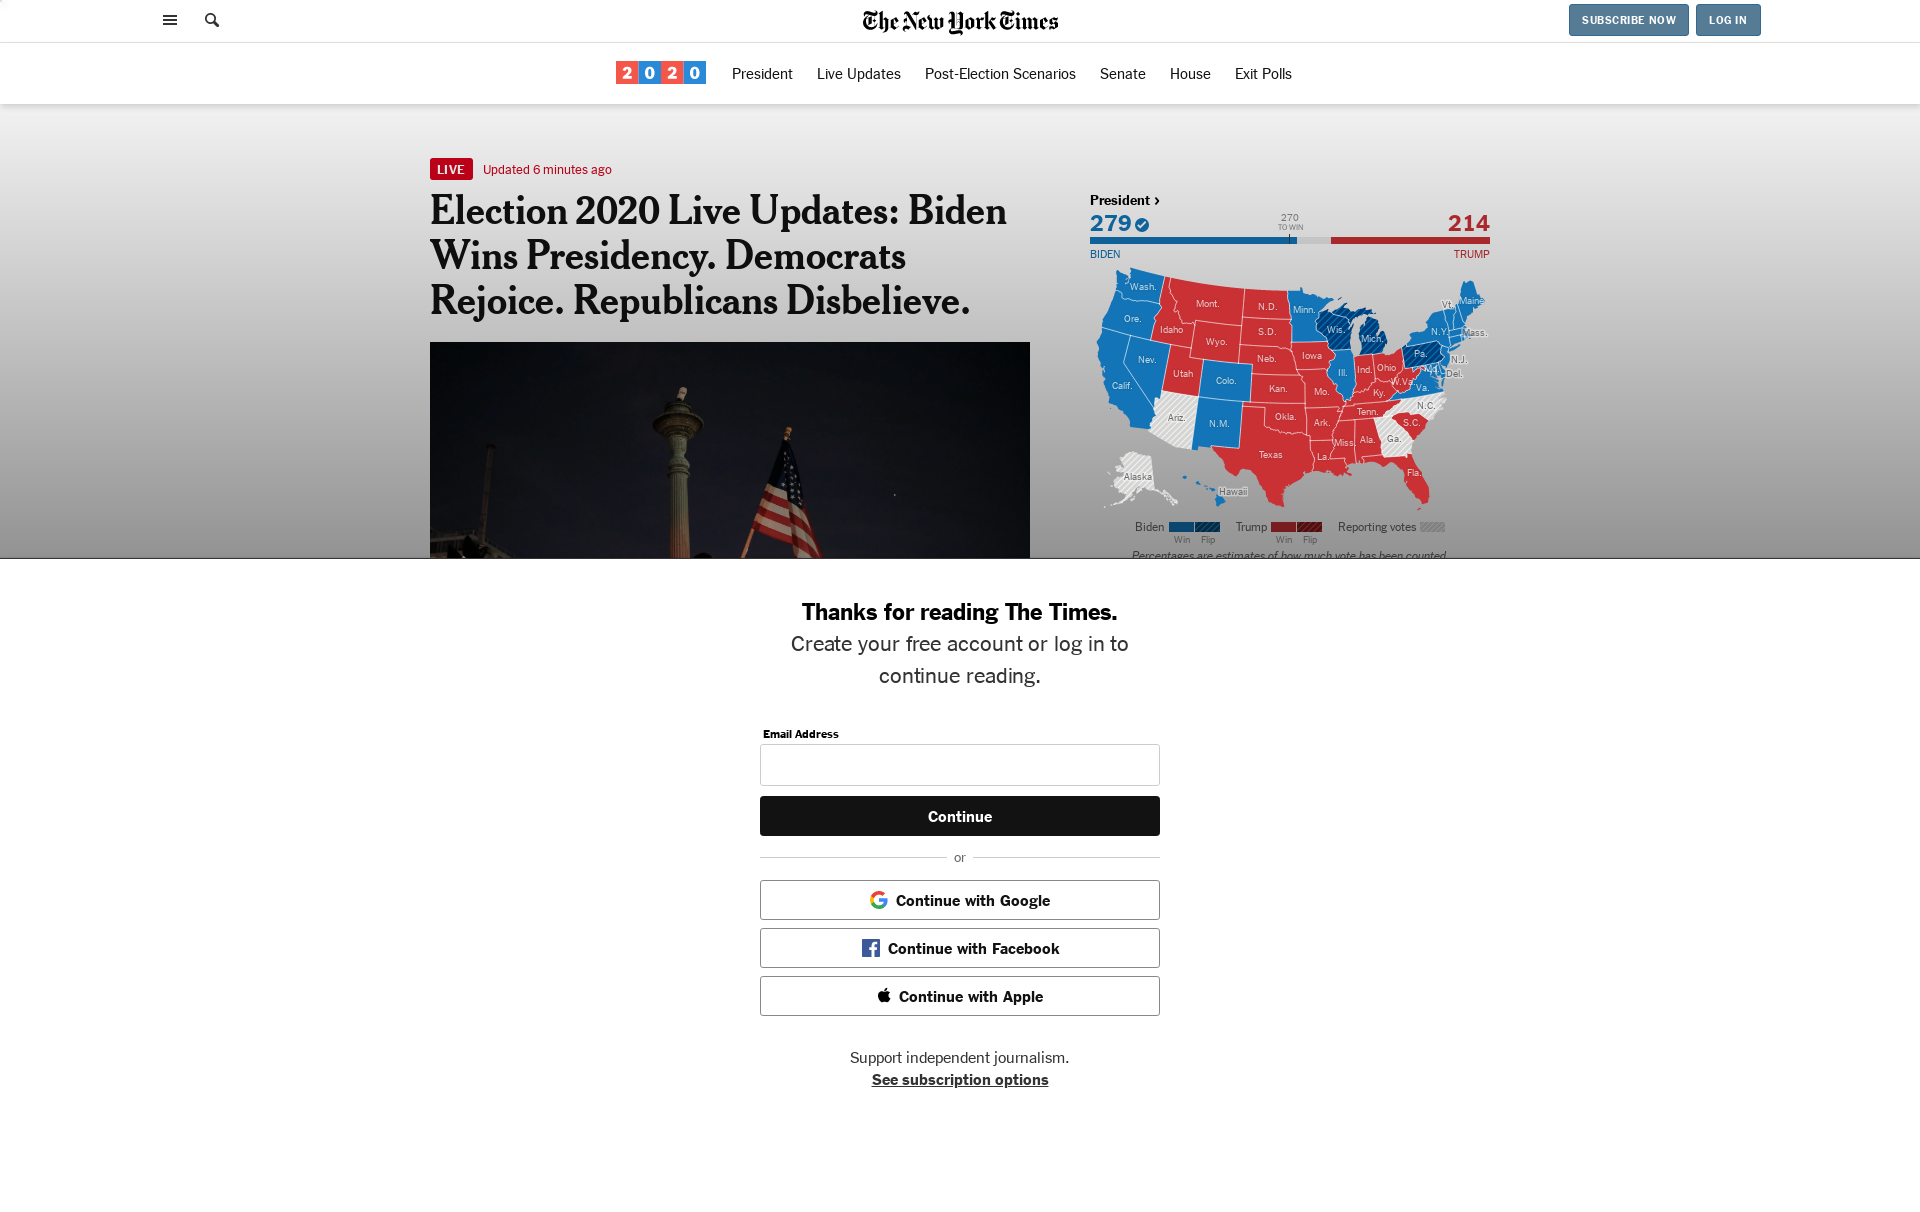 The New York Times
SUBSCRIBE NOW
LOG IN
2020
President
Live Updates
Post-Election Scenarios
Senate
House
Exit Polls
LIVE
Updated 6 minutes ago
Election 2020 Live Updates: Biden
Wins Presidency. Democrats
Rejoice. Republicans Disbelieve.
President ›
279
270
TO WIN
214
BIDEN
TRUMP
Wash.
Mont.
N.D.
Minn.
Vt.
Maine
Ore.
Idaho
S.D.
Wis.
Mich.
N.Y.
Mass.
Wyo.
Nev.
Neb.
Iowa
Pa.
N.J.
Calif.
Utah
Colo.
Ill.
Ind.
Ohio
Md.
Del.
Kan.
Mo.
W.Va.
Va.
Ky.
Ariz.
N.M.
Okla.
Ark.
Tenn.
N.C.
S.C.
Texas
La.
Miss.
Ala.
Ga.
Fla.
Alaska
Hawaii
Biden
Trump
Reporting votes
Win
Flip
Win
Flip
Percentages are estimates of how much vote has been counted
Thanks for reading The Times.
Create your free account or log in to
continue reading.
Email Address
Continue
or
Continue with Google
Continue with Facebook
Continue with Apple
Support independent journalism.
See subscription options